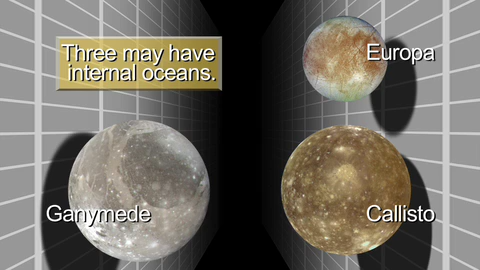 Three may have
internal oceans.
Europa
Ganymede
Callisto